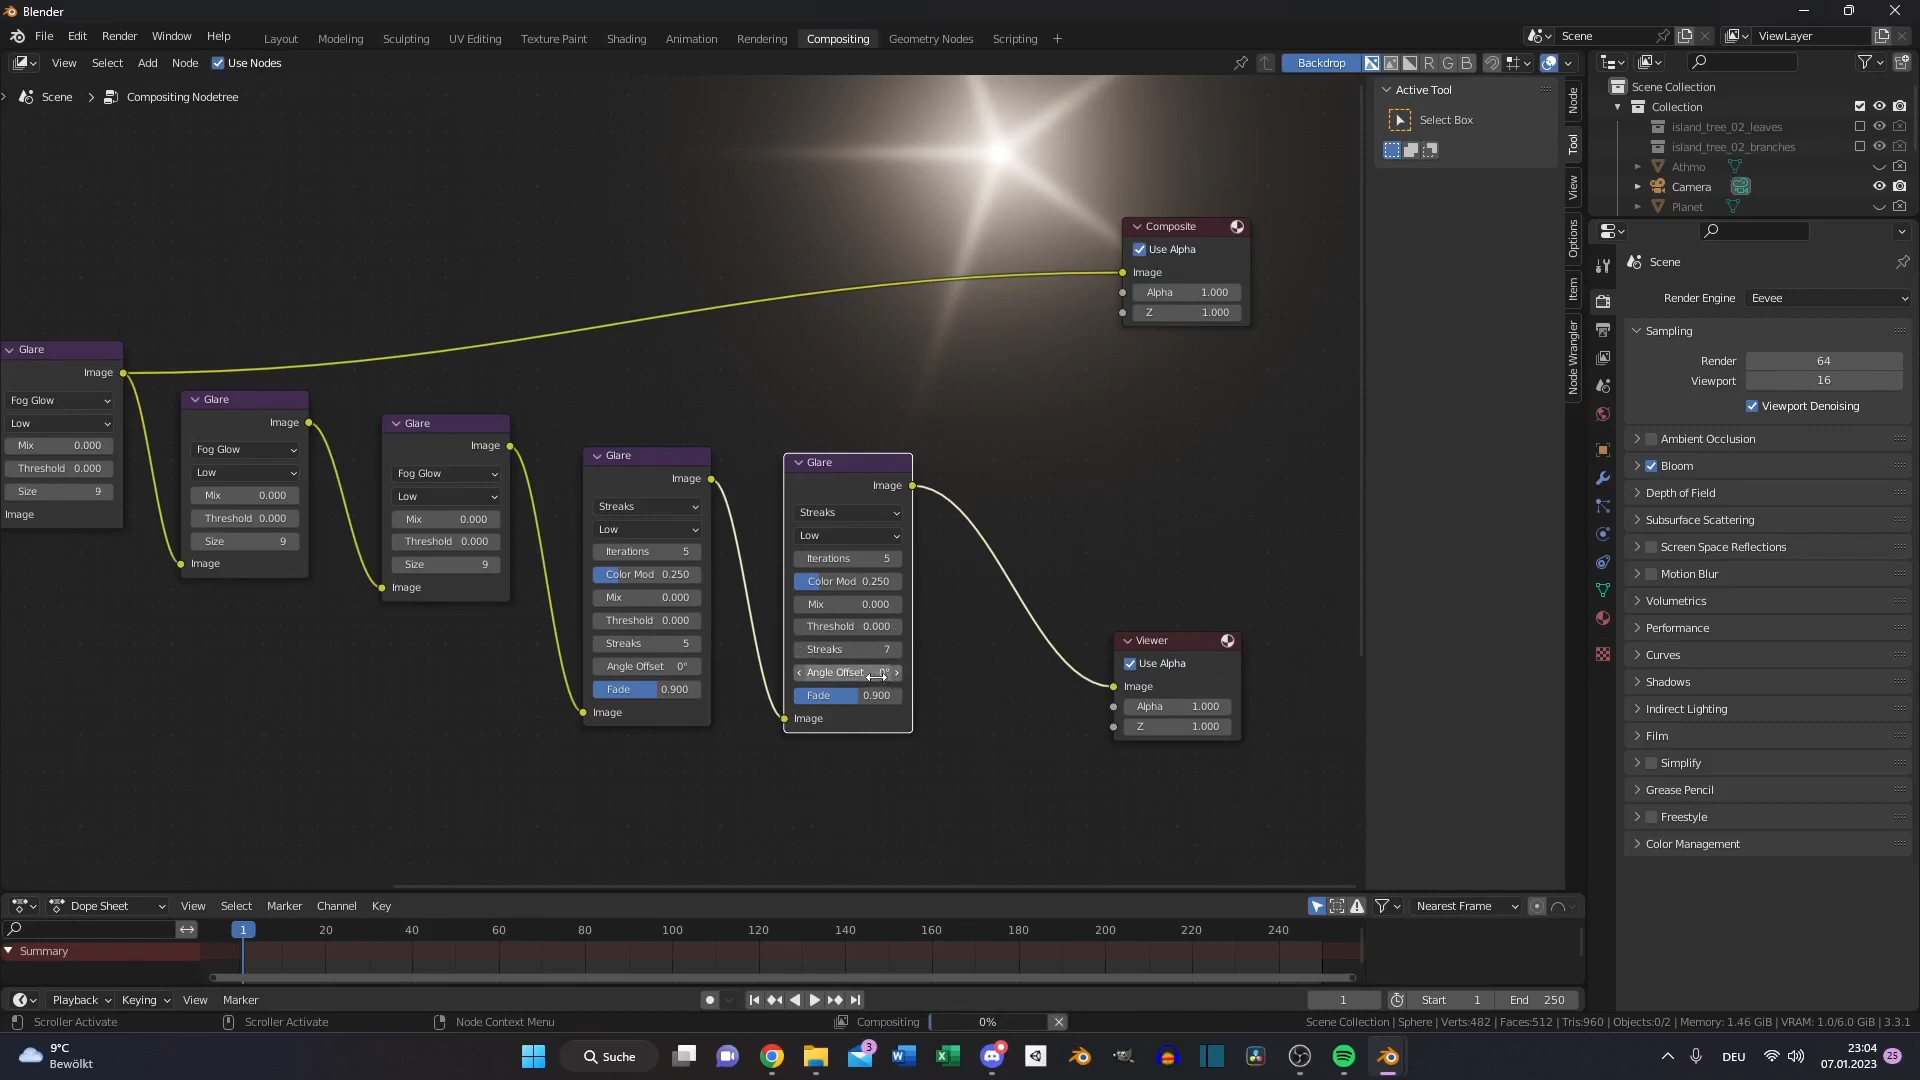 Blender
File Edit Render Window Help
Layout Modeling Sculpting UV Editing Texture Paint Shading Animation Rendering Compositing Geometry Nodes Scripting +
Scene
ViewLayer
View Select Add Node Use Nodes
Backdrop
R G B
Scene > Compositing Nodetree
Active Tool
Select Box
Node
Tool
View
Options
Item
Node Wrangler
Scene Collection
Collection
island_tree_02_leaves
island_tree_02_branches
Athmo
Camera
Planet
Scene
Render Engine Eevee
Sampling
Render 64
Viewport 16
Viewport Denoising
Ambient Occlusion
Bloom
Depth of Field
Subsurface Scattering
Screen Space Reflections
Motion Blur
Volumetrics
Performance
Curves
Shadows
Indirect Lighting
Film
Simplify
Grease Pencil
Freestyle
Color Management
Composite
Use Alpha
Image
Alpha 1.000
Z 1.000
Glare
Image
Fog Glow
Low
Mix 0.000
Threshold 0.000
Size 9
Image
Glare
Image
Fog Glow
Low
Mix 0.000
Threshold 0.000
Size 9
Image
Glare
Image
Fog Glow
Low
Mix 0.000
Threshold 0.000
Size 9
Image
Glare
Image
Streaks
Low
Iterations 5
Color Mod 0.250
Mix 0.000
Threshold 0.000
Streaks 5
Angle Offset 0°
Fade 0.900
Image
Glare
Image
Streaks
Low
Iterations 5
Color Mod 0.250
Mix 0.000
Threshold 0.000
Streaks 7
Angle Offset 0°
Fade 0.900
Image
Viewer
Use Alpha
Image
Alpha 1.000
Z 1.000
Dope Sheet View Select Marker Channel Key
Nearest Frame
1 20 40 60 80 100 120 140 160 180 200 220 240
Summary
Playback Keying View Marker
1 Start 1 End 250
Scroller Activate Scroller Activate Node Context Menu
Compositing 0%
Scene Collection | Sphere | Verts:482 | Faces:512 | Tris:960 | Objects:0/2 | Memory: 1.46 GiB | VRAM: 1.0/6.0 GiB | 3.3.1
9°C
Bewölkt
Suche
3
DEU
23:04
07.01.2023
25